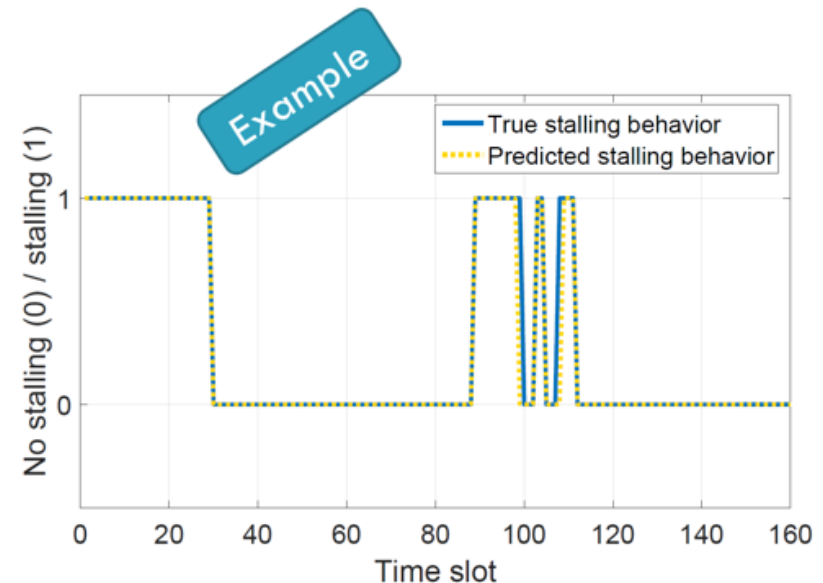 Example
True stalling behavior
Predicted stalling behavior
No stalling (0) / stalling (1)
1
0
0 20 40 60 80 100 120 140 160
Time slot